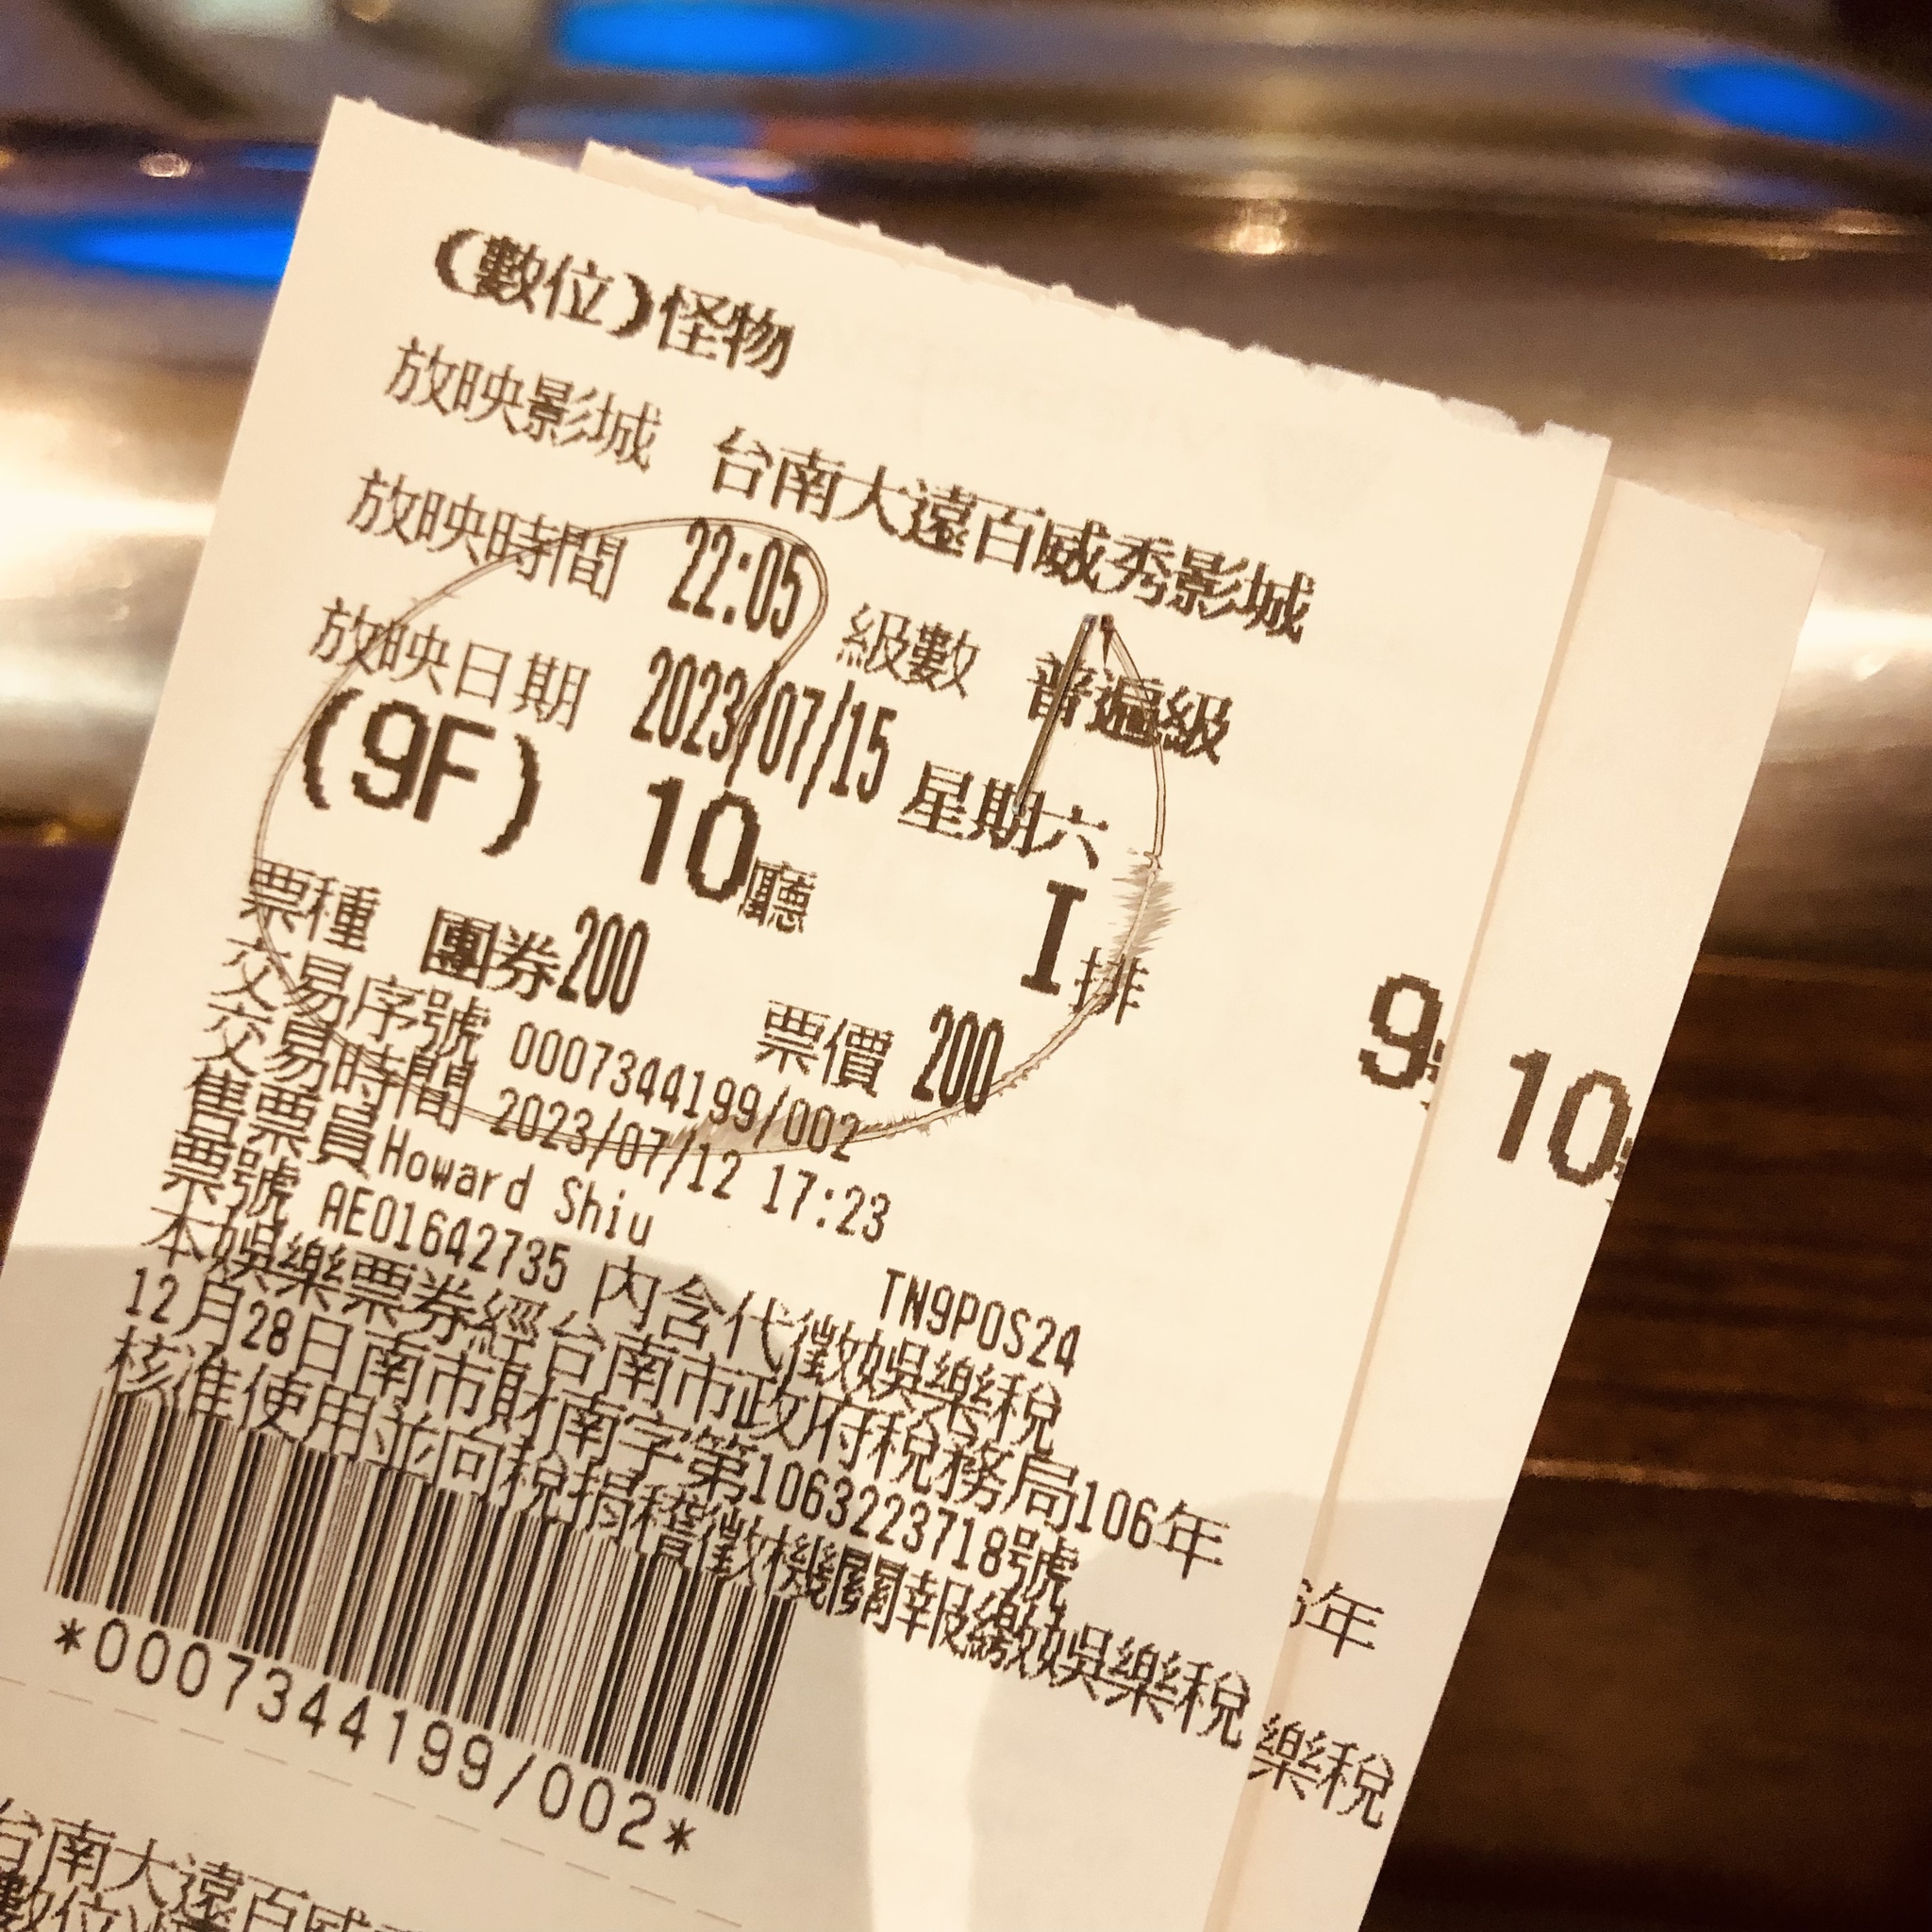 (數位)怪物
放映影城 台南大遠百威秀影城
放映時間 22:05 級數 普遍級
放映日期 2023/07/15 星期六
(9F) 10廳 I排 9
票種 團券200 票價 200
交易序號 0007344199/002
交易時間 2023/07/12 17:23
售票員Howard Shiu TN9POS24
票號 AE01642735 內含代徵娛樂稅
本娛樂票券經台南市政府稅務局106年
12月28日南市財南字第1063223718號
核准使用並向稅捐稽徵機關報繳娛樂稅
*0007344199/002*
台南大遠百威
數位
10
年
樂稅